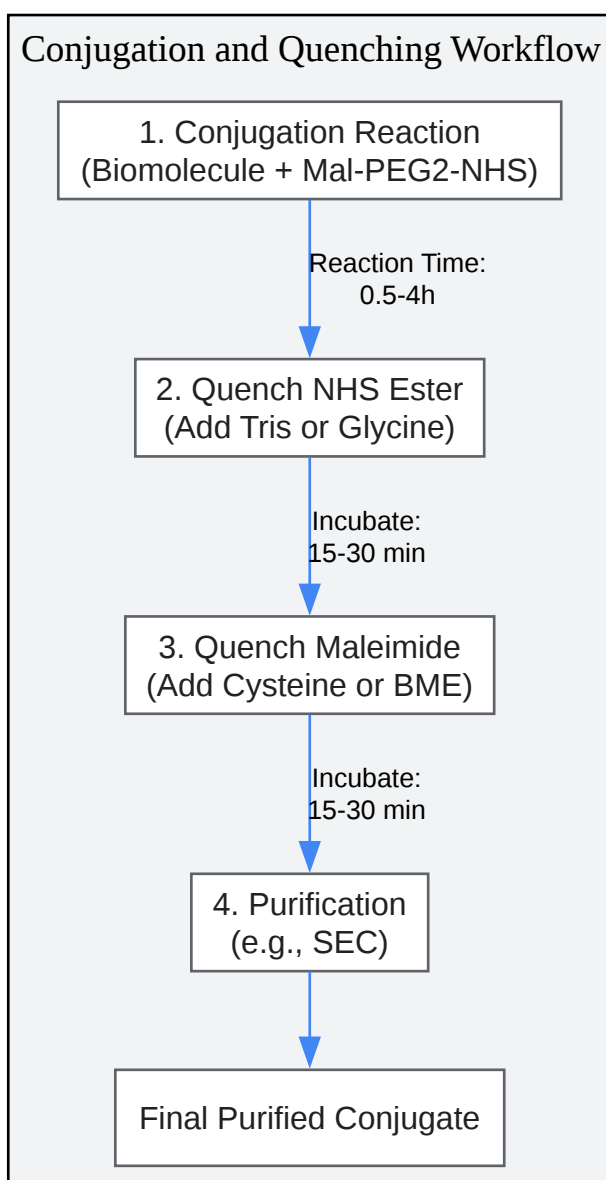 Conjugation and Quenching Workflow
1. Conjugation Reaction
(Biomolecule + Mal-PEG2-NHS)
Reaction Time:
0.5-4h
2. Quench NHS Ester
(Add Tris or Glycine)
Incubate:
15-30 min
3. Quench Maleimide
(Add Cysteine or BME)
Incubate:
15-30 min
4. Purification
(e.g., SEC)
Final Purified Conjugate